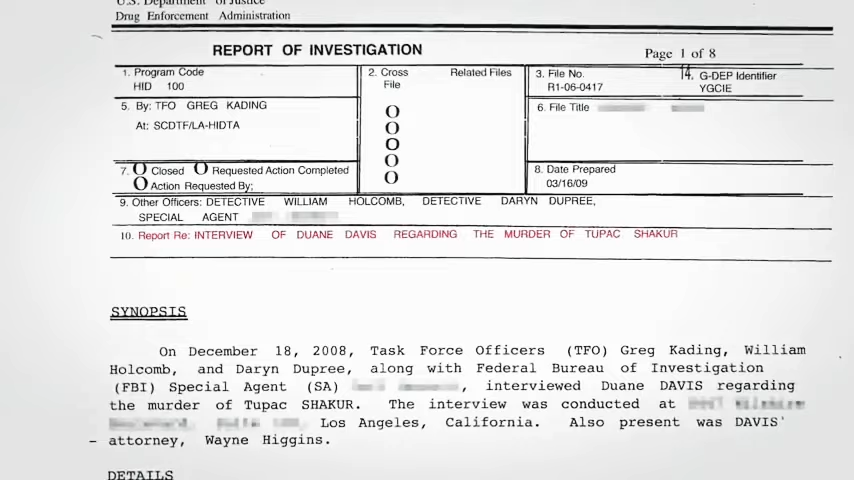 U.S. Department of Justice
Drug Enforcement Administration
REPORT OF INVESTIGATION
Page 1 of 8
1. Program Code
HID 100
2. Cross Related Files
File
3. File No.
R1-06-0417
14. G-DEP Identifier
YGCIE
5. By: TFO GREG KADING
At: SCDTF/LA-HIDTA
6. File Title
7. O Closed O Requested Action Completed
O Action Requested By;
O
O
O
O
O
8. Date Prepared
03/16/09
9. Other Officers: DETECTIVE WILLIAM HOLCOMB, DETECTIVE DARYN DUPREE,
SPECIAL AGENT
10. Report Re: INTERVIEW OF DUANE DAVIS REGARDING THE MURDER OF TUPAC SHAKUR
SYNOPSIS
On December 18, 2008, Task Force Officers (TFO) Greg Kading, William
Holcomb, and Daryn Dupree, along with Federal Bureau of Investigation
(FBI) Special Agent (SA) , interviewed Duane DAVIS regarding
the murder of Tupac SHAKUR. The interview was conducted at
Los Angeles, California. Also present was DAVIS'
attorney, Wayne Higgins.
DETAILS